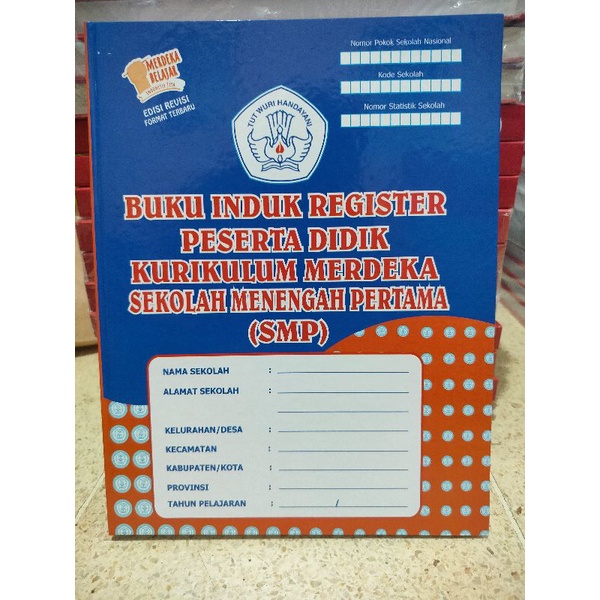 MERDEKA
BELAJAR
EDISI REVISI
FORMAT TERBARU
Nomor Pokok Sekolah Nasional
Kode Sekolah
Nomor Statistik Sekolah
TUT WURI HANDAYANI
BUKU INDUK REGISTER
PESERTA DIDIK
KURIKULUM MERDEKA
SEKOLAH MENENGAH PERTAMA
(SMP)
NAMA SEKOLAH :
ALAMAT SEKOLAH :
KELURAHAN/DESA :
KECAMATAN :
KABUPATEN/KOTA :
PROVINSI :
TAHUN PELAJARAN : /